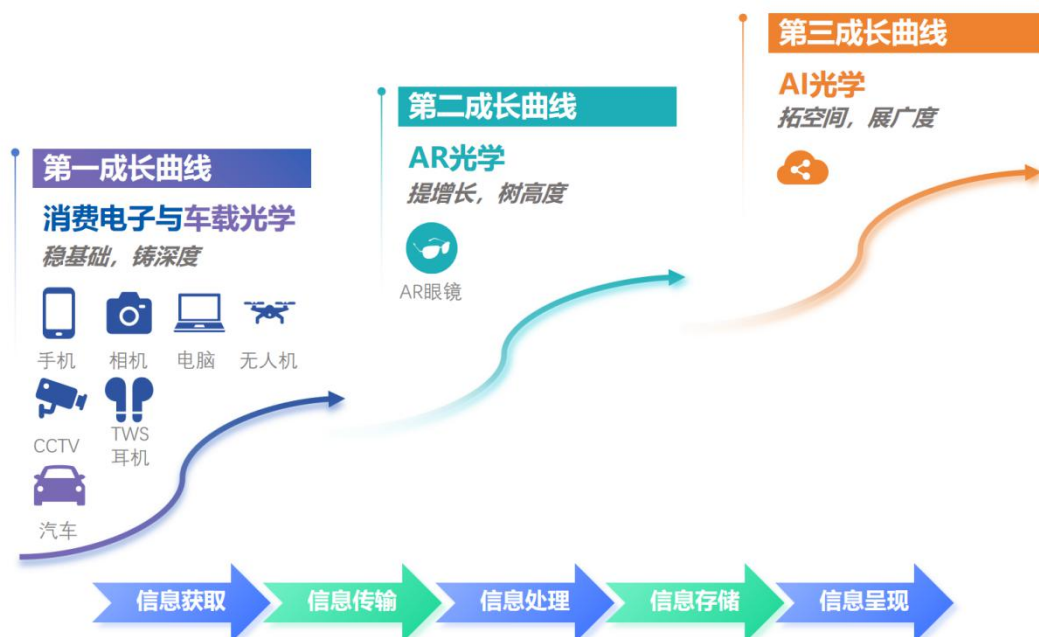 第一成长曲线
消费电子与车载光学
稳基础，铸深度
手机
相机
电脑
无人机
CCTV
TWS
耳机
汽车
第二成长曲线
AR光学
提增长，树高度
AR眼镜
第三成长曲线
AI光学
拓空间，展广度
信息获取
信息传输
信息处理
信息存储
信息呈现